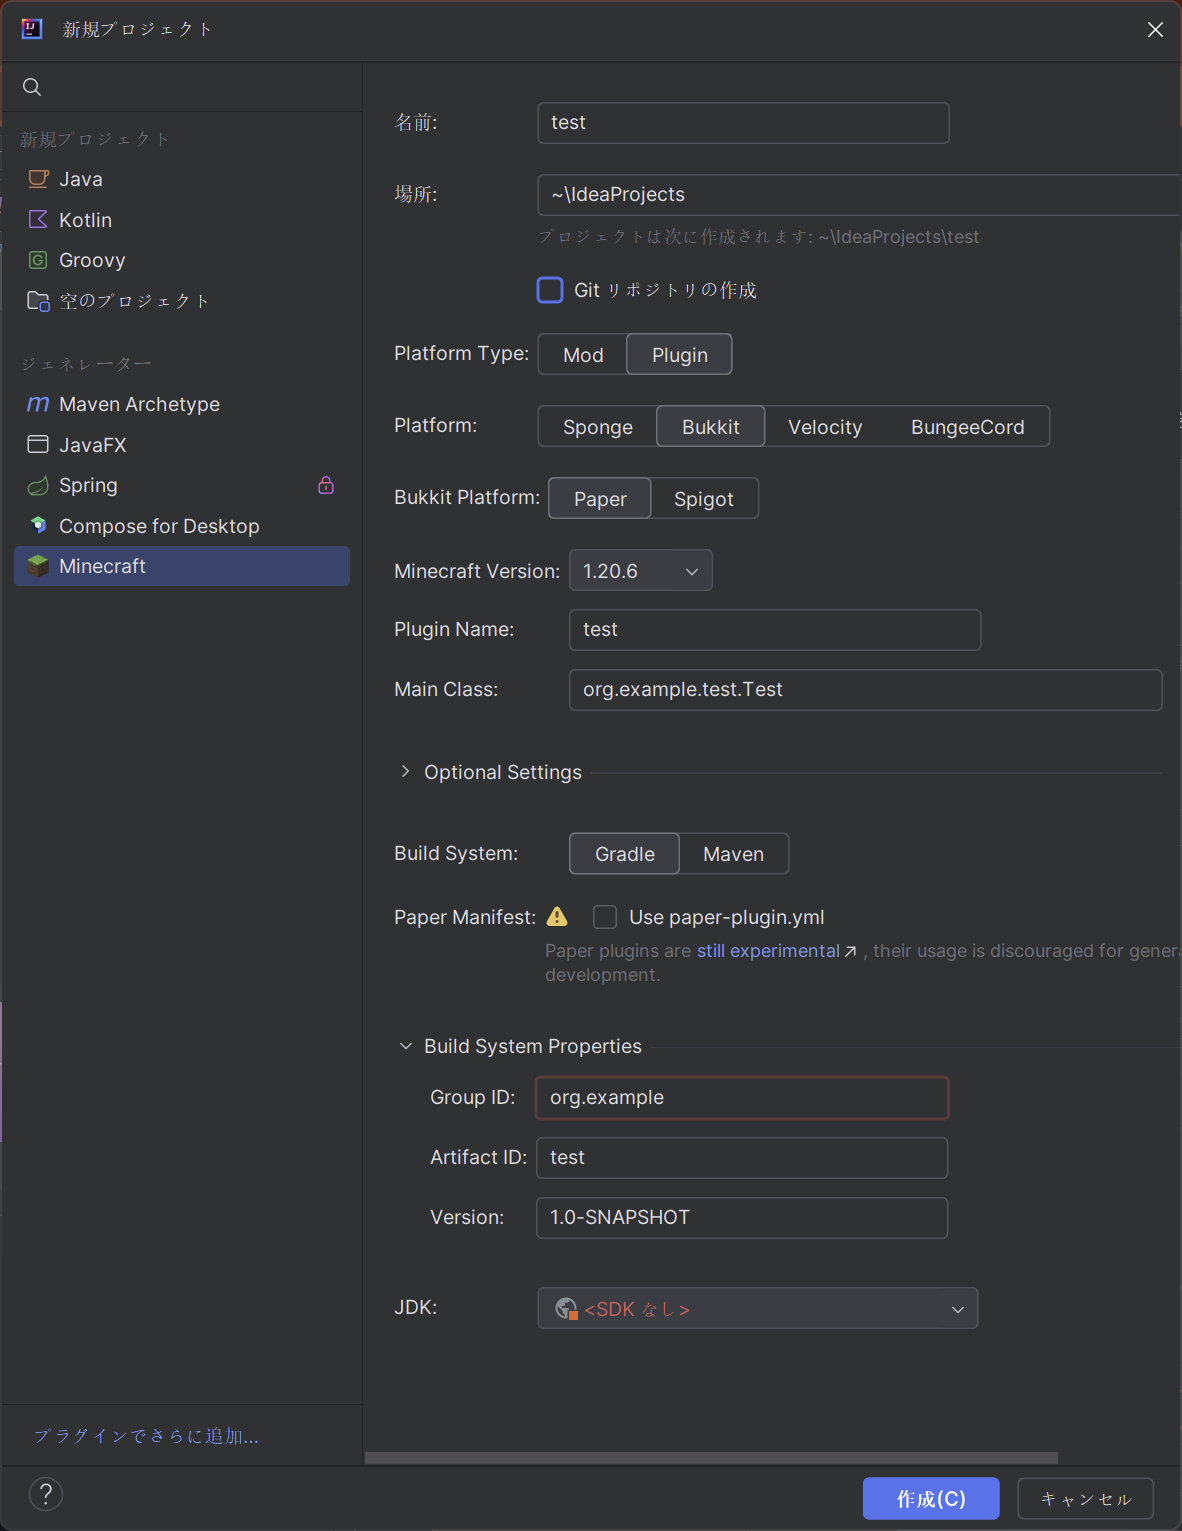 新規プロジェクト
新規プロジェクト
Java
Kotlin
Groovy
空のプロジェクト
ジェネレーター
Maven Archetype
JavaFX
Spring
Compose for Desktop
Minecraft
プラグインでさらに追加...
名前: test
場所: ~\IdeaProjects
プロジェクトは次に作成されます: ~\IdeaProjects\test
Git リポジトリの作成
Platform Type: Mod Plugin
Platform: Sponge Bukkit Velocity BungeeCord
Bukkit Platform: Paper Spigot
Minecraft Version: 1.20.6
Plugin Name: test
Main Class: org.example.test.Test
Optional Settings
Build System: Gradle Maven
Paper Manifest: Use paper-plugin.yml
Paper plugins are still experimental ↗ , their usage is discouraged for gener
development.
Build System Properties
Group ID: org.example
Artifact ID: test
Version: 1.0-SNAPSHOT
JDK: <SDK なし>
?
作成(C) キャンセル